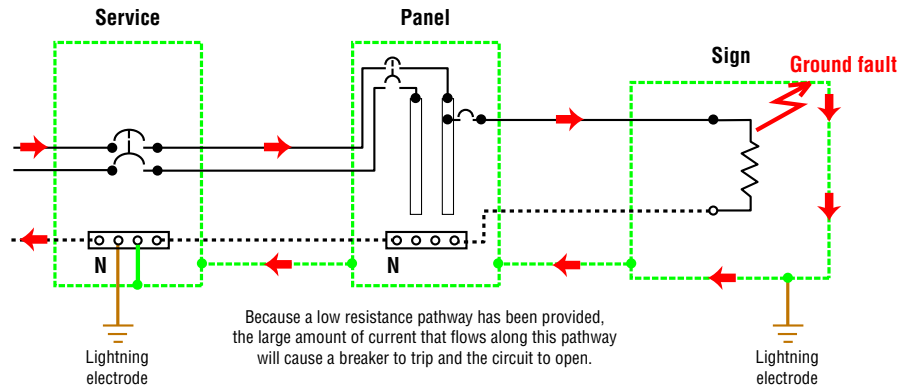 Service
Panel
Sign
Ground fault
N
N
Because a low resistance pathway has been provided,
the large amount of current that flows along this pathway
will cause a breaker to trip and the circuit to open.
Lightning
electrode
Lightning
electrode